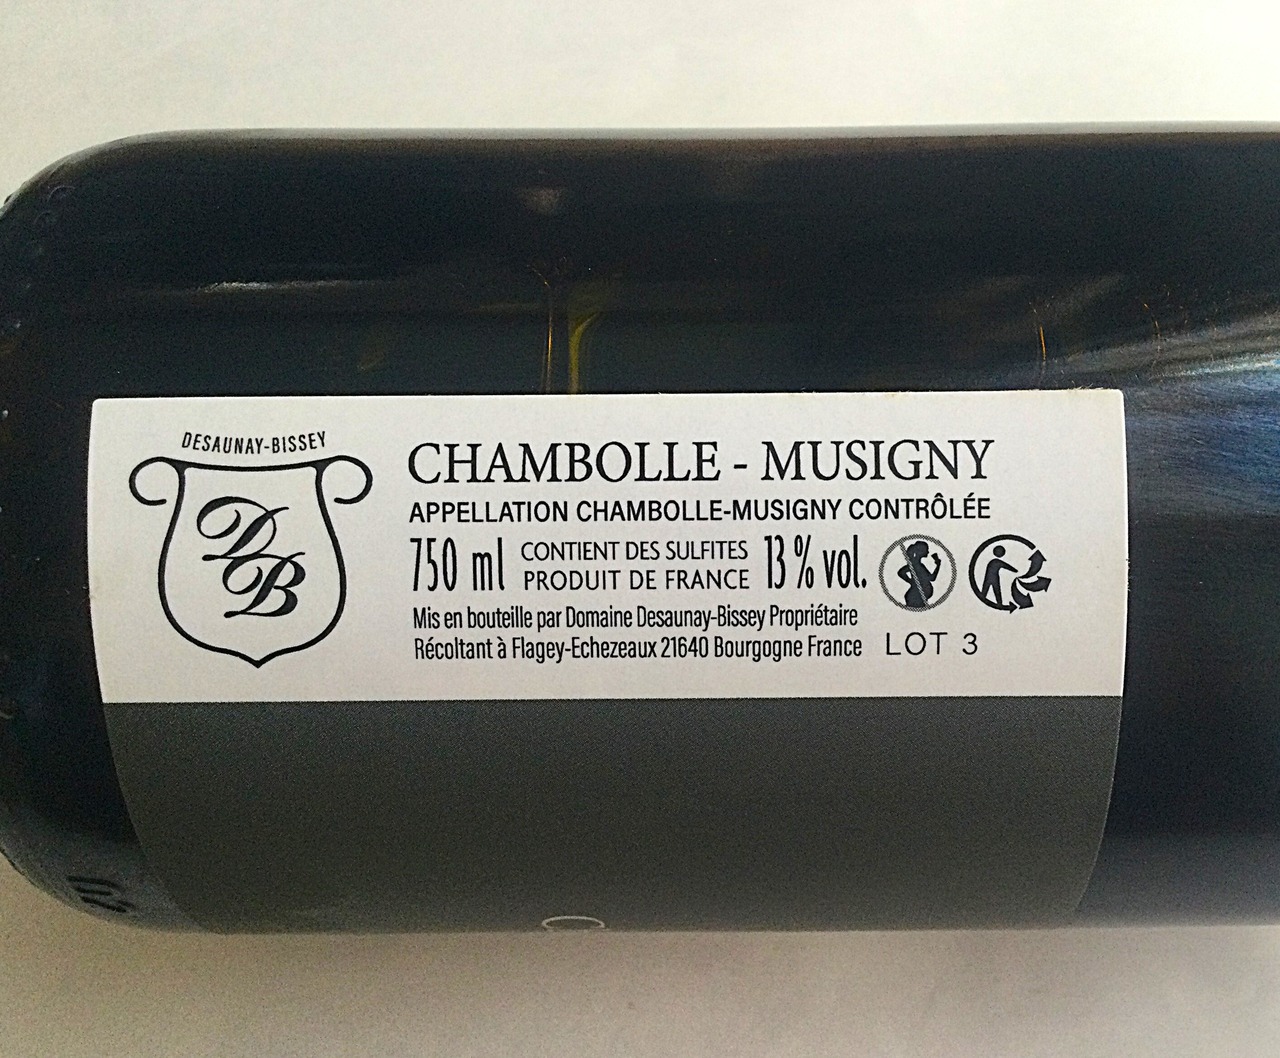 DESAUNAY-BISSEY
DB
CHAMBOLLE - MUSIGNY
APPELLATION CHAMBOLLE-MUSIGNY CONTRÔLÉE
750 ml CONTIENT DES SULFITES 13 % vol.
PRODUIT DE FRANCE
Mis en bouteille par Domaine Desaunay-Bissey Propriétaire
Récoltant à Flagey-Echezeaux 21640 Bourgogne France LOT 3